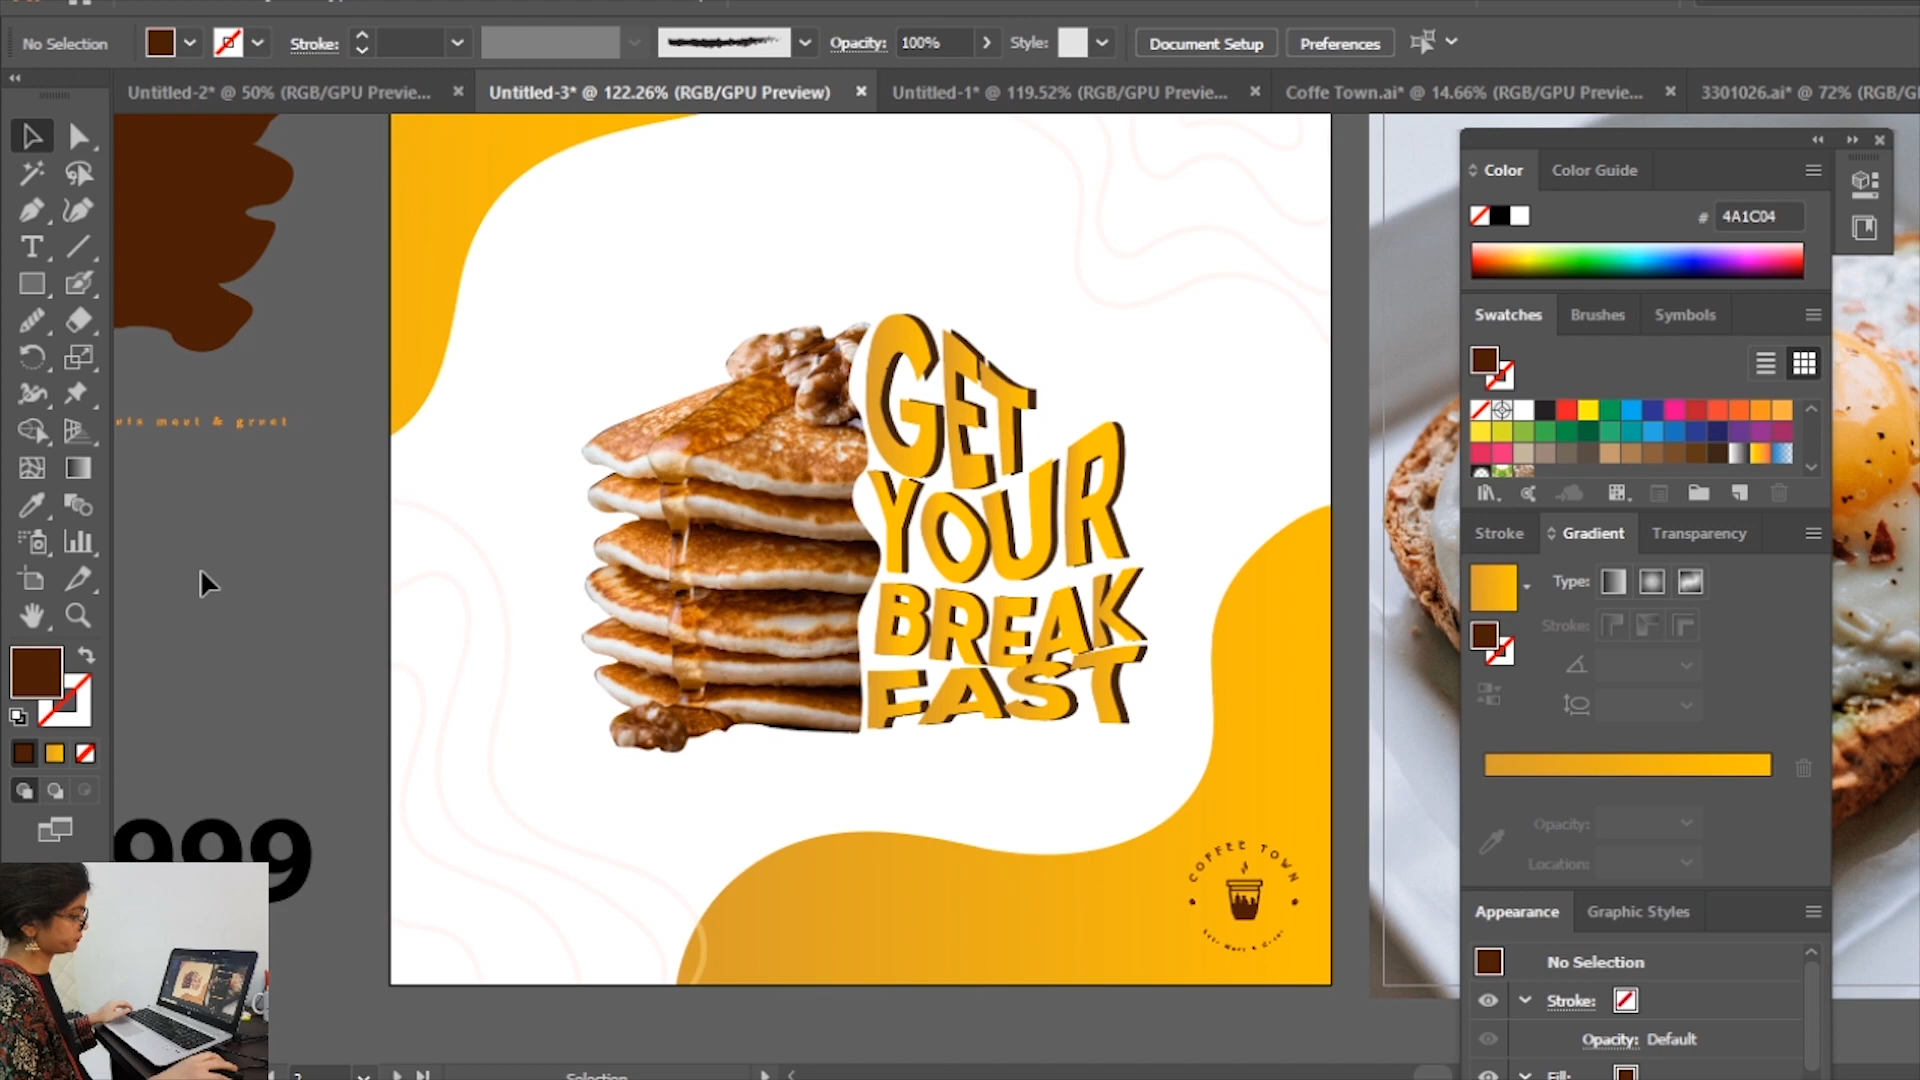 No Selection
Stroke:
Opacity: 100%
Style:
Document Setup
Preferences
Untitled-2* @ 50% (RGB/GPU Previe...
Untitled-3* @ 122.26% (RGB/GPU Preview)
Untitled-1* @ 119.52% (RGB/GPU Previe...
Coffe Town.ai* @ 14.66% (RGB/GPU Previe...
3301026.ai* @ 72% (RGB/G
Color
Color Guide
# 4A1C04
Swatches
Brushes
Symbols
Stroke
Gradient
Transparency
Type:
Stroke:
Opacity:
Location:
Appearance
Graphic Styles
No Selection
Stroke:
Opacity: Default
Fill:
meet & greet
999
GET
YOUR
BREAK
FAST
COFFEE TOWN
Selection